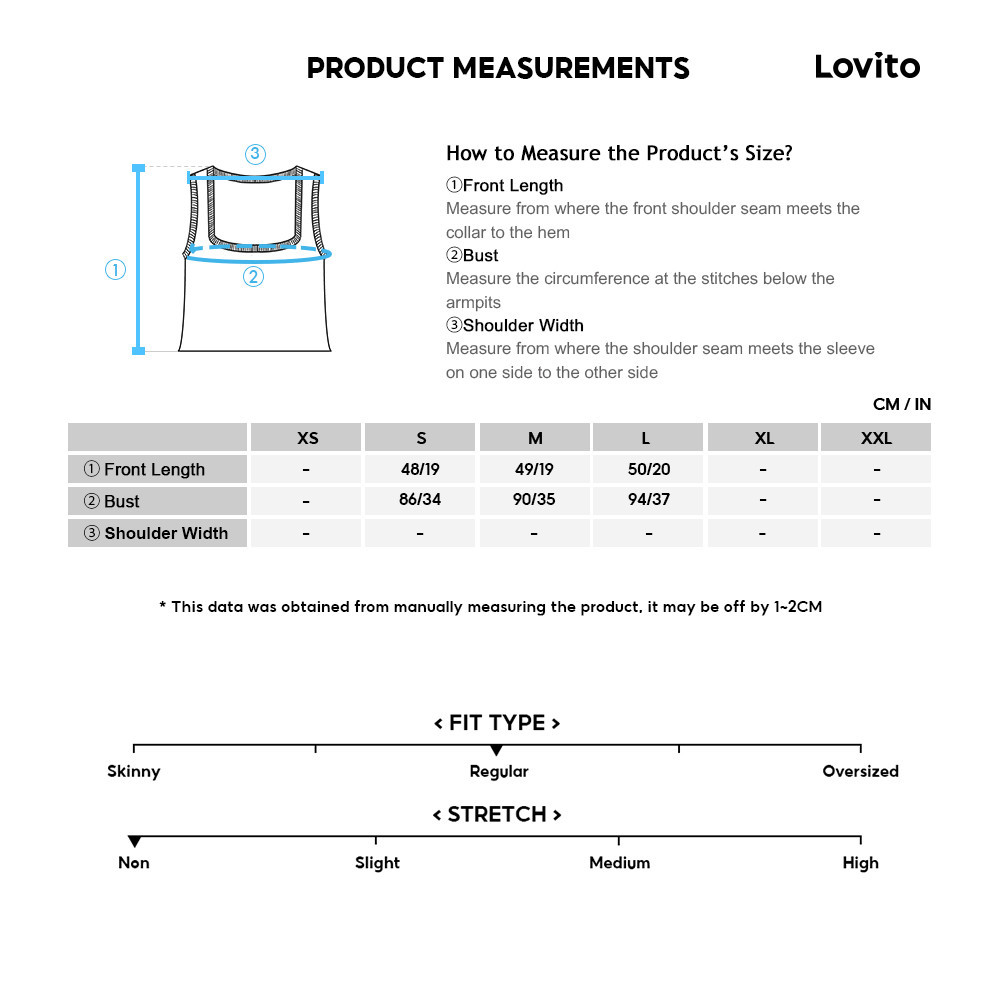 PRODUCT MEASUREMENTS
Lovito
③
①
②
How to Measure the Product's Size?
①Front Length
Measure from where the front shoulder seam meets the
collar to the hem
②Bust
Measure the circumference at the stitches below the
armpits
③Shoulder Width
Measure from where the shoulder seam meets the sleeve
on one side to the other side
CM / IN
XS S M L XL XXL
① Front Length - 48/19 49/19 50/20 - -
② Bust - 86/34 90/35 94/37 - -
③ Shoulder Width - - - - - -
* This data was obtained from manually measuring the product, it may be off by 1~2CM
< FIT TYPE >
Skinny Regular Oversized
< STRETCH >
Non Slight Medium High